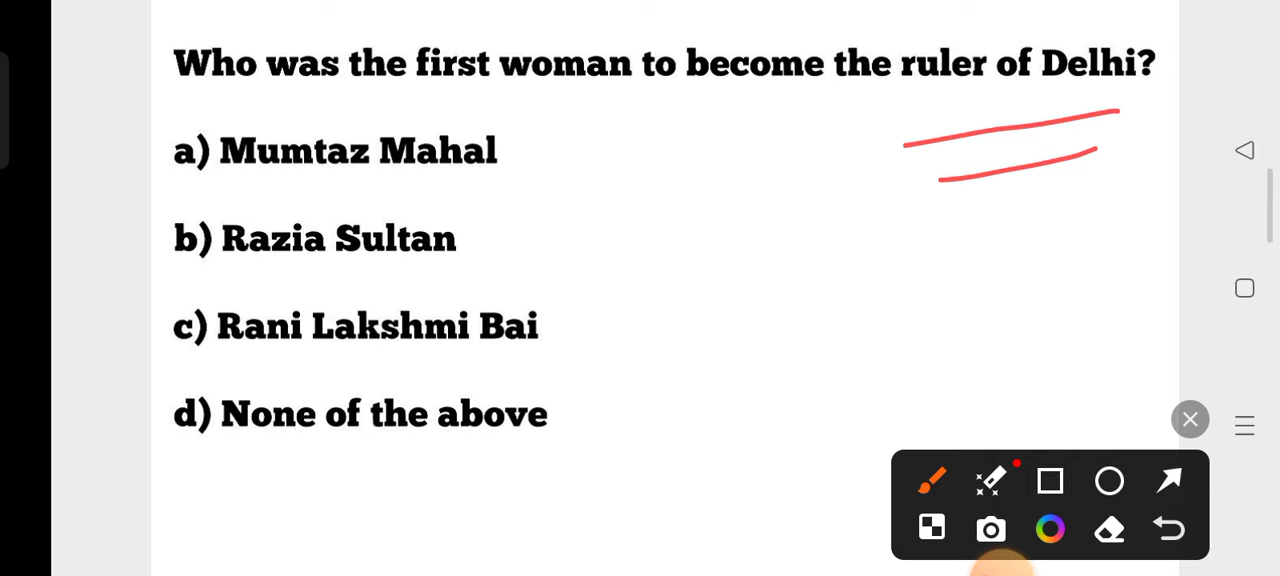 Who was the first woman to become the ruler of Delhi?
a) Mumtaz Mahal
b) Razia Sultan
c) Rani Lakshmi Bai
d) None of the above